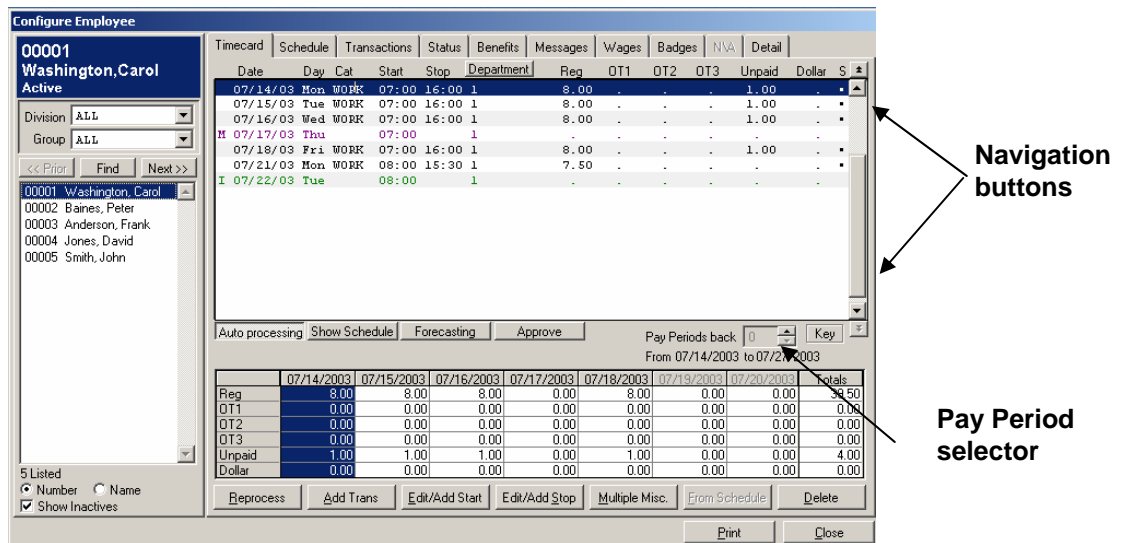 Configure Employee
00001
Washington,Carol
Active
Division ALL
Group ALL
<< Prior Find Next >>
00001 Washington, Carol
00002 Baines, Peter
00003 Anderson, Frank
00004 Jones, David
00005 Smith, John
5 Listed
Number Name
Show Inactives
Timecard Schedule Transactions Status Benefits Messages Wages Badges N\A Detail
Date Day Cat Start Stop Department Reg OT1 OT2 OT3 Unpaid Dollar S
07/14/03 Mon WORK 07:00 16:00 1 8.00 . . . 1.00 .
07/15/03 Tue WORK 07:00 16:00 1 8.00 . . . 1.00 .
07/16/03 Wed WORK 07:00 16:00 1 8.00 . . . 1.00 .
M 07/17/03 Thu 07:00 1 . . . . . .
07/18/03 Fri WORK 07:00 16:00 1 8.00 . . . 1.00 .
07/21/03 Mon WORK 08:00 15:30 1 7.50 . . . . .
I 07/22/03 Tue 08:00 1 . . . . . .
Auto processing Show Schedule Forecasting Approve
Pay Periods back 0 Key
From 07/14/2003 to 07/27/2003
07/14/2003 07/15/2003 07/16/2003 07/17/2003 07/18/2003 07/19/2003 07/20/2003 Totals
Reg 8.00 8.00 8.00 0.00 8.00 0.00 0.00 39.50
OT1 0.00 0.00 0.00 0.00 0.00 0.00 0.00 0.00
OT2 0.00 0.00 0.00 0.00 0.00 0.00 0.00 0.00
OT3 0.00 0.00 0.00 0.00 0.00 0.00 0.00 0.00
Unpaid 1.00 1.00 1.00 0.00 1.00 0.00 0.00 4.00
Dollar 0.00 0.00 0.00 0.00 0.00 0.00 0.00 0.00
Reprocess Add Trans Edit/Add Start Edit/Add Stop Multiple Misc. From Schedule Delete
Print Close
Navigation
buttons
Pay Period
selector